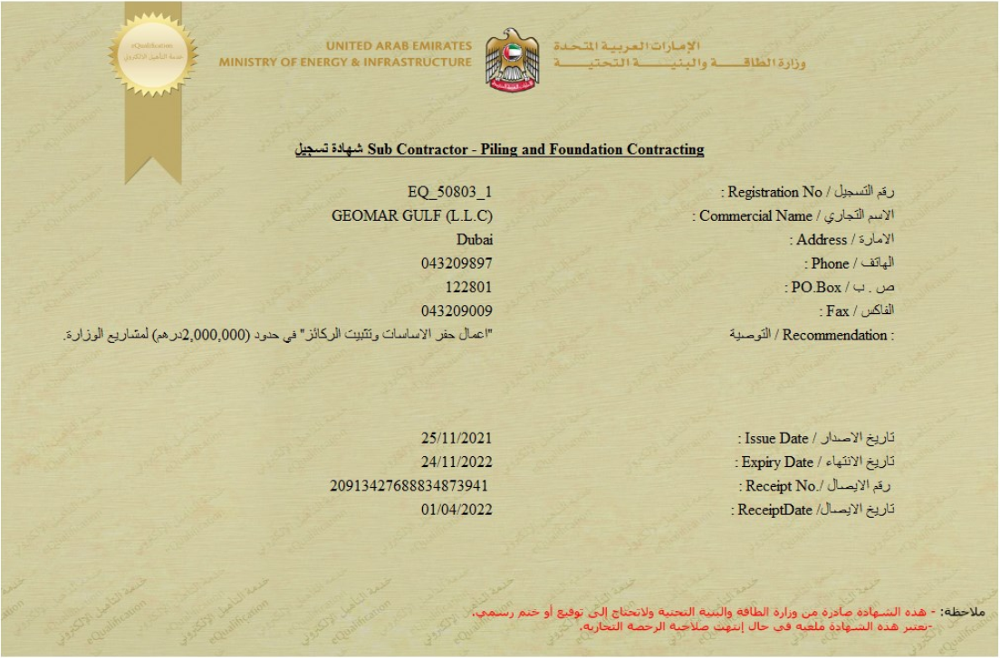 eQualification
خدمة التأهيل الالكتروني
UNITED ARAB EMIRATES
MINISTRY OF ENERGY & INFRASTRUCTURE
الإمارات العربية المتحدة
وزارة الطاقة والبنية التحتية
شهادة تسجيل Sub Contractor - Piling and Foundation Contracting
رقم التسجيل / Registration No : EQ_50803_1
الاسم التجاري / Commercial Name : GEOMAR GULF (L.L.C)
الامارة / Address : Dubai
الهاتف / Phone : 043209897
ص . ب / PO.Box : 122801
الفاكس / Fax : 043209009
التوصية / Recommendation : "اعمال حفر الاساسات وتثبيت الركائز" في حدود (2,000,000درهم) لمشاريع الوزارة.
تاريخ الاصدار / Issue Date : 25/11/2021
تاريخ الانتهاء / Expiry Date : 24/11/2022
رقم الايصال /.Receipt No : 20913427688834873941
تاريخ الايصال/ ReceiptDate : 01/04/2022
ملاحظة: - هذه الشهادة صادرة من وزارة الطاقة والبنية التحتية ولاتحتاج إلى توقيع أو ختم رسمي.
-تعتبر هذه الشهادة ملغيه في حال إنتهت صلاحية الرخصة التجاريه.